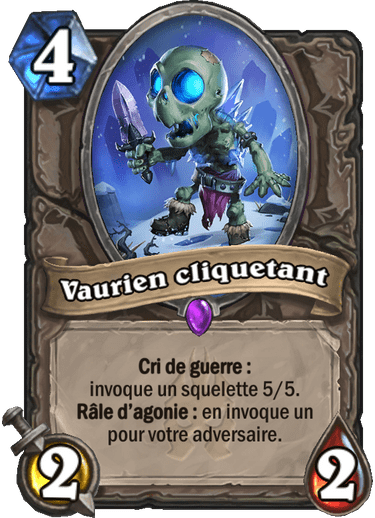 4
Vaurien cliquetant
Cri de guerre :
invoque un squelette 5/5.
Râle d'agonie : en invoque un
pour votre adversaire.
2
2